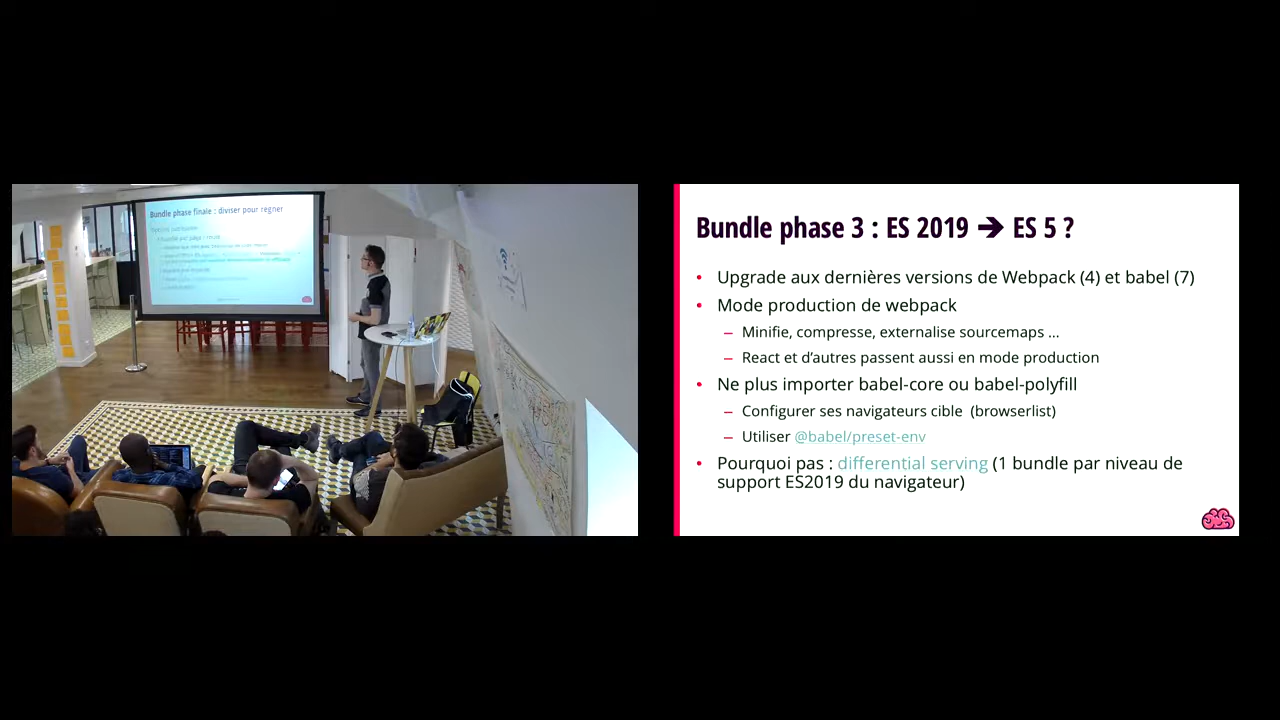 Bundle phase finale : diviser pour régner
Bundle phase 3 : ES 2019 ➔ ES 5 ?
• Upgrade aux dernières versions de Webpack (4) et babel (7)
• Mode production de webpack
– Minifie, compresse, externalise sourcemaps ...
– React et d'autres passent aussi en mode production
• Ne plus importer babel-core ou babel-polyfill
– Configurer ses navigateurs cible (browserlist)
– Utiliser @babel/preset-env
• Pourquoi pas : differential serving (1 bundle par niveau de
support ES2019 du navigateur)